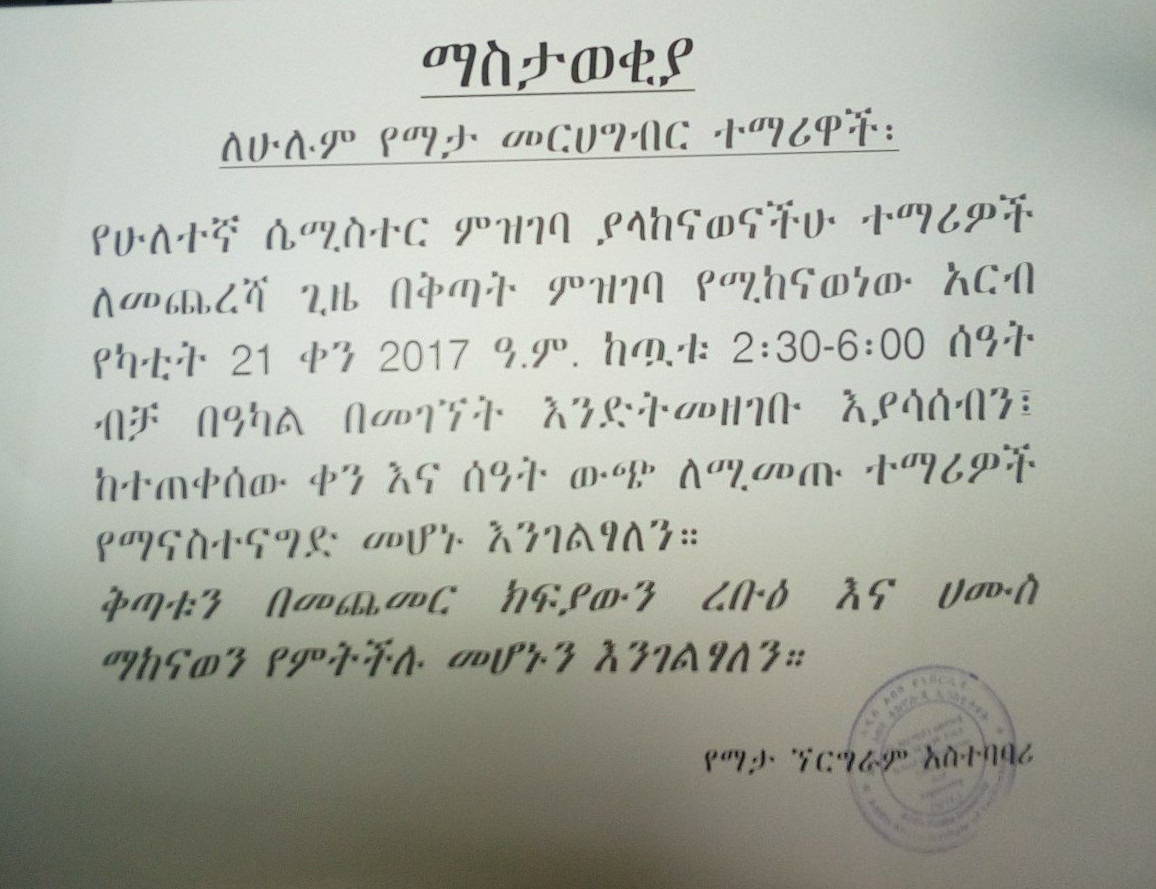 ማስታወቂያ
ለሁሉም የማታ መርሀግብር ተማሪዋች፡
የሁለተኛ ሴሚስተር ምዝገባ ያላከናወናችሁ ተማሪዎች
ለመጨረሻ ጊዜ በቅጣት ምዝገባ የሚከናወነው አርብ
የካቲት 21 ቀን 2017 ዓ.ም. ከጧቱ 2፡30-6፡00 ሰዓት
ብቻ በዓካል በመገኘት እንድትመዘገቡ እያሳሰብን፤
ከተጠቀሰው ቀን እና ሰዓት ውጭ ለሚመጡ ተማሪዎች
የማናስተናግድ መሆኑ እንገልፃለን።
ቅጣቱን በመጨመር ክፍያውን ረቡዕ እና ሀሙስ
ማከናወን የምትችሉ መሆኑን እንገልፃለን።
የማታ ፕርግራም አስተባባሪ